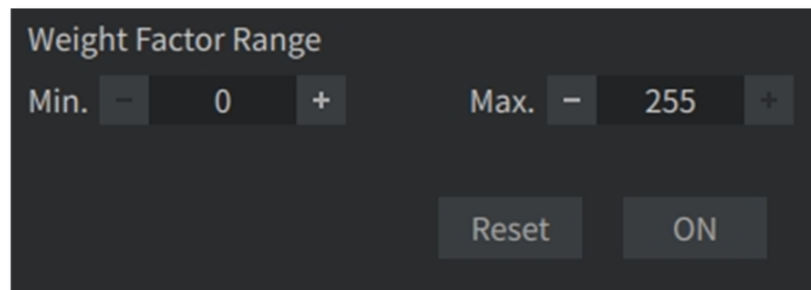 Weight Factor Range
Min. - 0 + Max. - 255 +
Reset ON